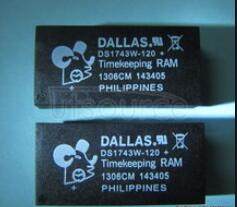 DALLAS
DS1743W-120 +
Timekeeping RAM
1306CM 143405
PHILIPPINES
DALLAS
DS1743W-120 +
Timekeeping RAM
1306CM 143405
PHILIPPINES